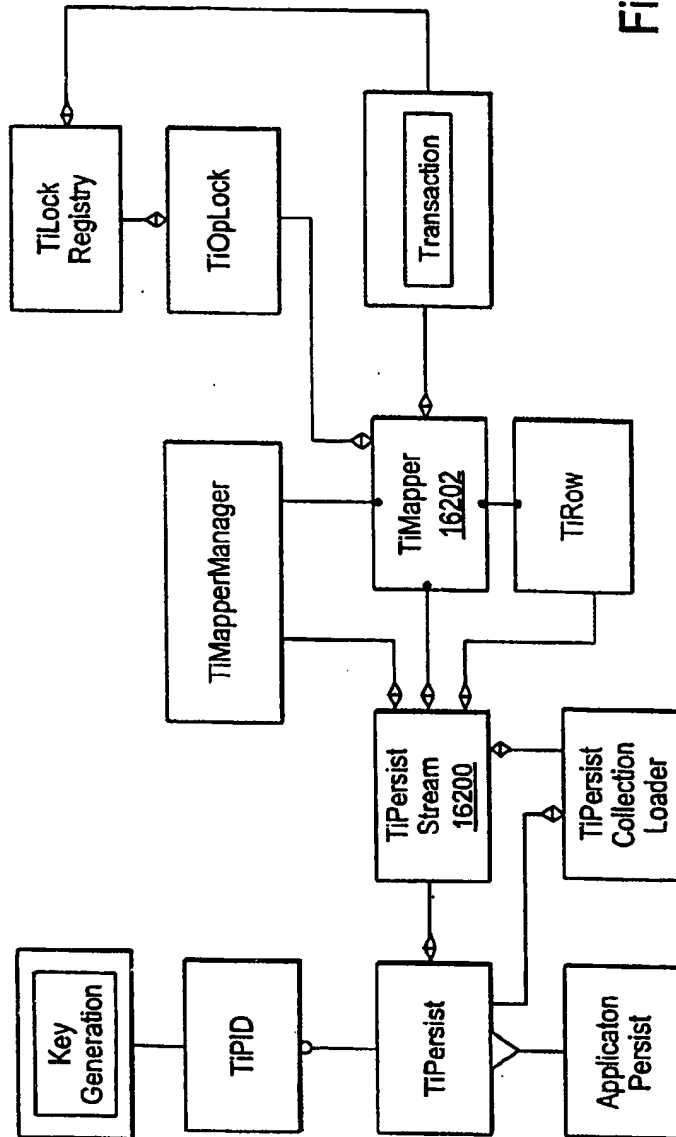 Key
Generation
TiLock
Registry
TiPID
TiMapperManager
TiOpLock
TiPersist
TiPersist
Stream
16200
TiMapper
16202
Transaction
Applicaton
Persist
TiPersist
Collection
Loader
TiRow
Fi